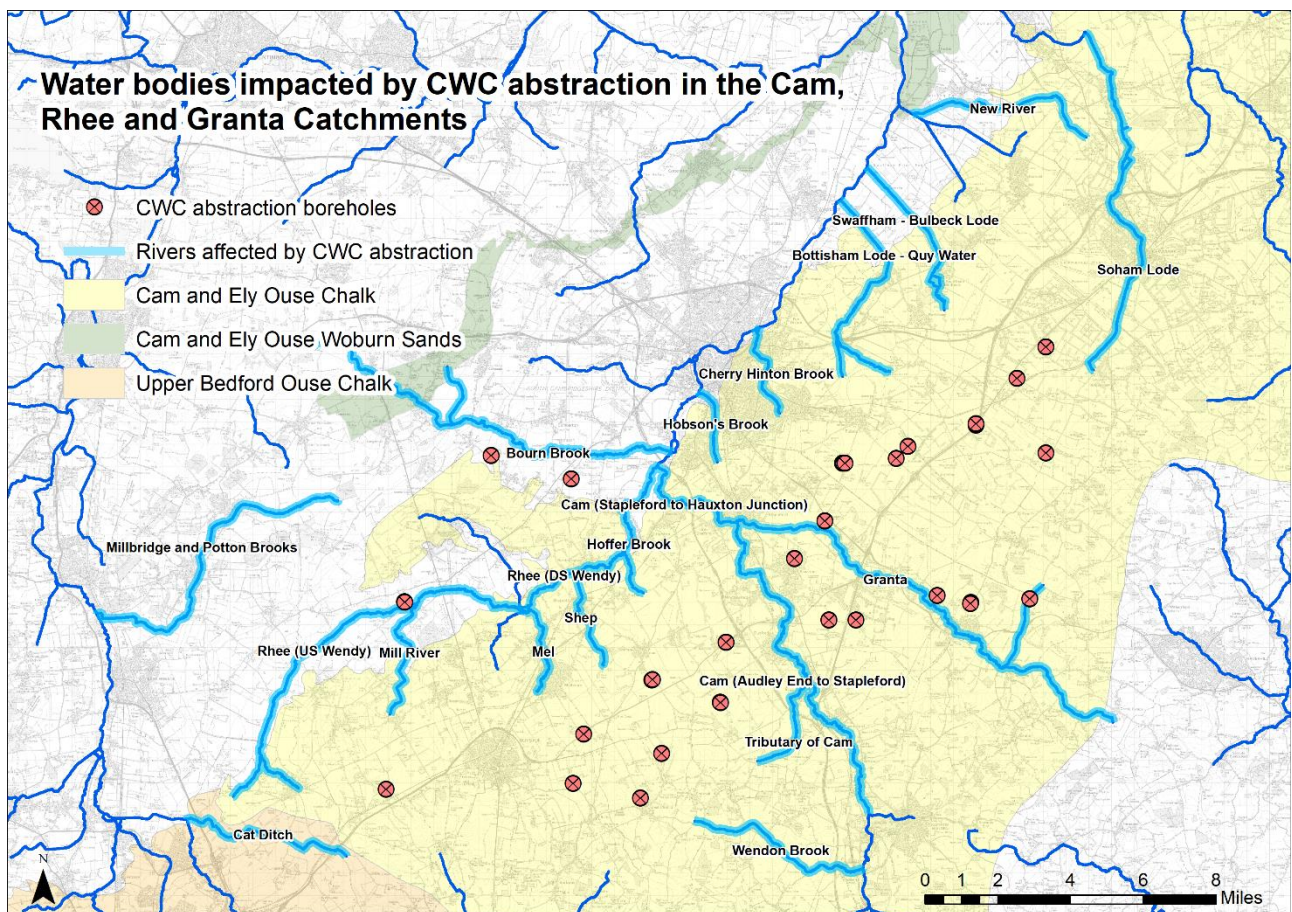 Water bodies impacted by CWC abstraction in the Cam,
Rhee and Granta Catchments
CWC abstraction boreholes
Rivers affected by CWC abstraction
Cam and Ely Ouse Chalk
Cam and Ely Ouse Woburn Sands
Upper Bedford Ouse Chalk
New River
Swaffham - Bulbeck Lode
Bottisham Lode - Quy Water
Soham Lode
Cherry Hinton Brook
Hobson's Brook
Bourn Brook
Cam (Stapleford to Hauxton Junction)
Millbridge and Potton Brooks
Hoffer Brook
Rhee (DS Wendy)
Granta
Shep
Rhee (US Wendy)
Mill River
Mel
Cam (Audley End to Stapleford)
Tributary of Cam
Cat Ditch
Wendon Brook
N
0 1 2 4 6 8
Miles